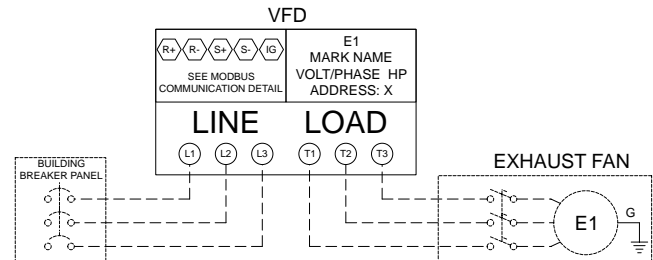 VFD
R+ R- S+ S- IG
SEE MODBUS
COMMUNICATION DETAIL
E1
MARK NAME
VOLT/PHASE HP
ADDRESS: X
LINE LOAD
L1 L2 L3 T1 T2 T3
BUILDING
BREAKER PANEL
EXHAUST FAN
E1
G